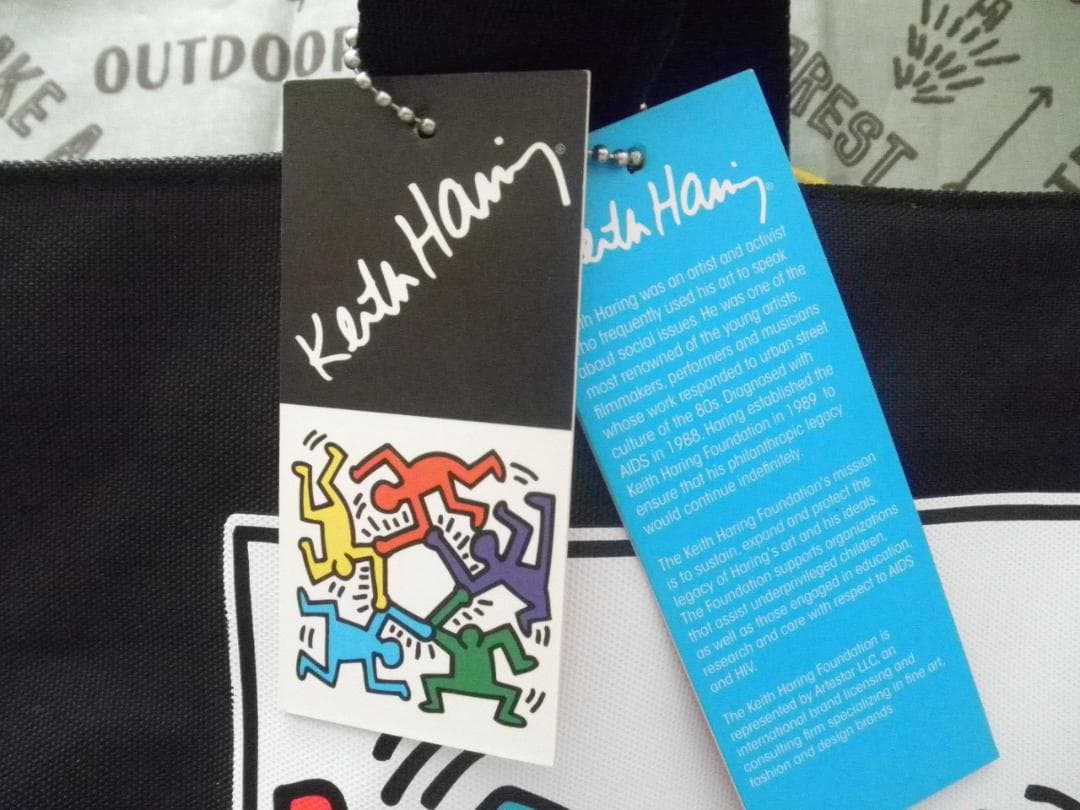 OUTDOOR
KE A
REST
Keith Haring®
Keith Haring®
th Haring was an artist and activist
ho frequently used his art to speak
about social issues. He was one of the
most renowned of the young artists,
filmmakers, performers and musicians
whose work responded to urban street
culture of the 80s. Diagnosed with
AIDS in 1988, Haring established the
Keith Haring Foundation in 1989 to
ensure that his philanthropic legacy
would continue indefinitely.
The Keith Haring Foundation's mission
is to sustain, expand and protect the
legacy of Haring's art and his ideals.
The Foundation supports organizations
that assist underprivileged children,
as well as those engaged in education,
research and care with respect to AIDS
and HIV.
The Keith Haring Foundation is
represented by Artestar LLC, an
international brand licensing and
consulting firm specializing in fine art,
fashion and design brands